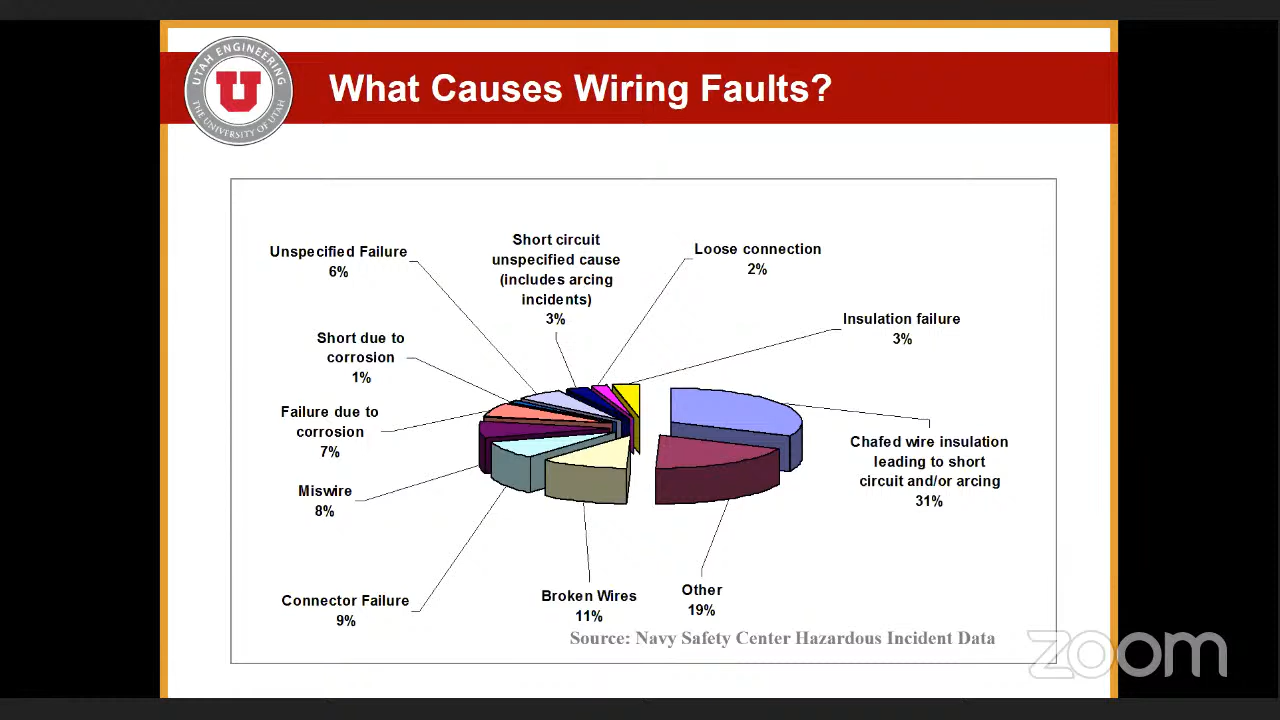 UTAH ENGINEERING
THE UNIVERSITY OF UTAH
U
What Causes Wiring Faults?
Unspecified Failure
6%
Short circuit
unspecified cause
(includes arcing
incidents)
3%
Loose connection
2%
Insulation failure
3%
Short due to
corrosion
1%
Failure due to
corrosion
7%
Chafed wire insulation
leading to short
circuit and/or arcing
31%
Miswire
8%
Connector Failure
9%
Broken Wires
11%
Other
19%
Source: Navy Safety Center Hazardous Incident Data
zoom